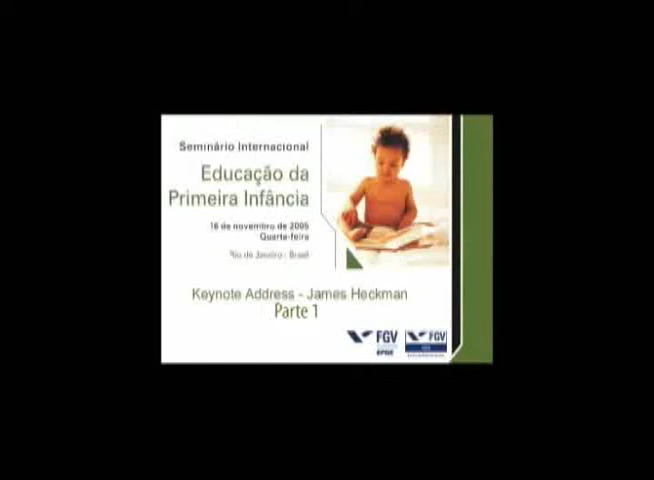 Seminário Internacional
Educação da
Primeira Infância
16 de novembro de 2005
Quarta-feira
Rio de Janeiro - Brasil
Keynote Address - James Heckman
Parte 1
FGV
EPGE
FGV